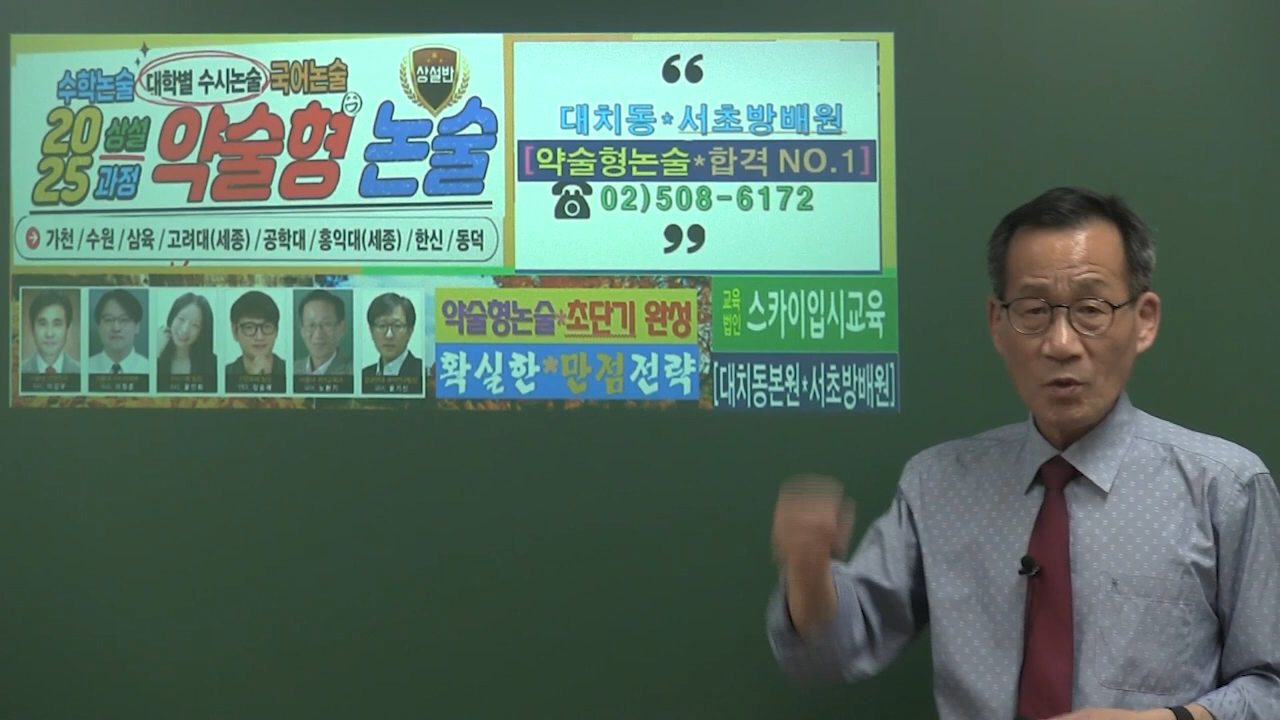 수학논술 대학별 수시논술 국어논술
상설반
2025 상설과정 약술형 논술
가천 / 수원 / 삼육 / 고려대(세종) / 공학대 / 홍익대(세종) / 한신 / 동덕
“
대치동*서초방배원
[약술형논술*합격 NO.1]
☎02)508-6172
”
약술형논술*초단기 완성
확실한*만점전략
교육법인 스카이입시교육
[대치동본원*서초방배원]